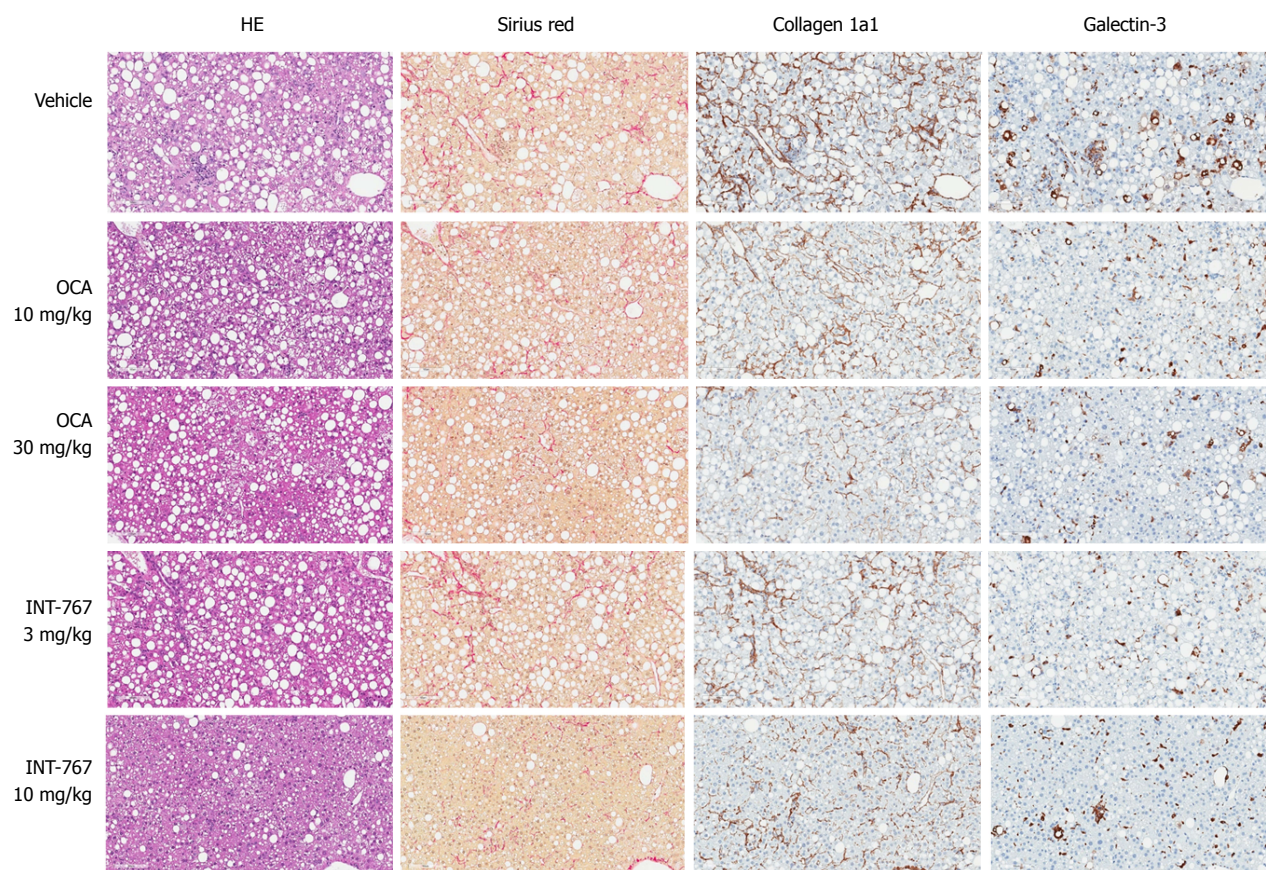 HE
Sirius red
Collagen 1a1
Galectin-3
Vehicle
OCA
10 mg/kg
OCA
30 mg/kg
INT-767
3 mg/kg
INT-767
10 mg/kg